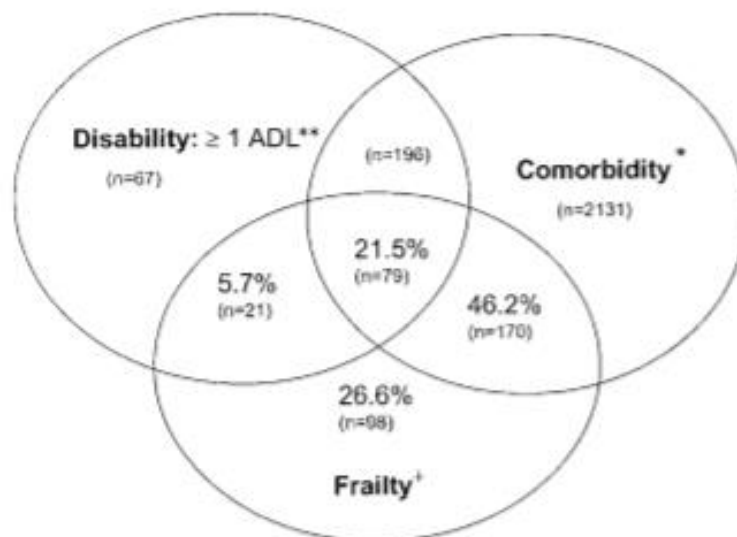 Disability: ≥ 1 ADL**
(n=67)
(n=196)
Comorbidity*
(n=2131)
21.5%
(n=79)
5.7%
(n=21)
46.2%
(n=170)
26.6%
(n=98)
Frailty+